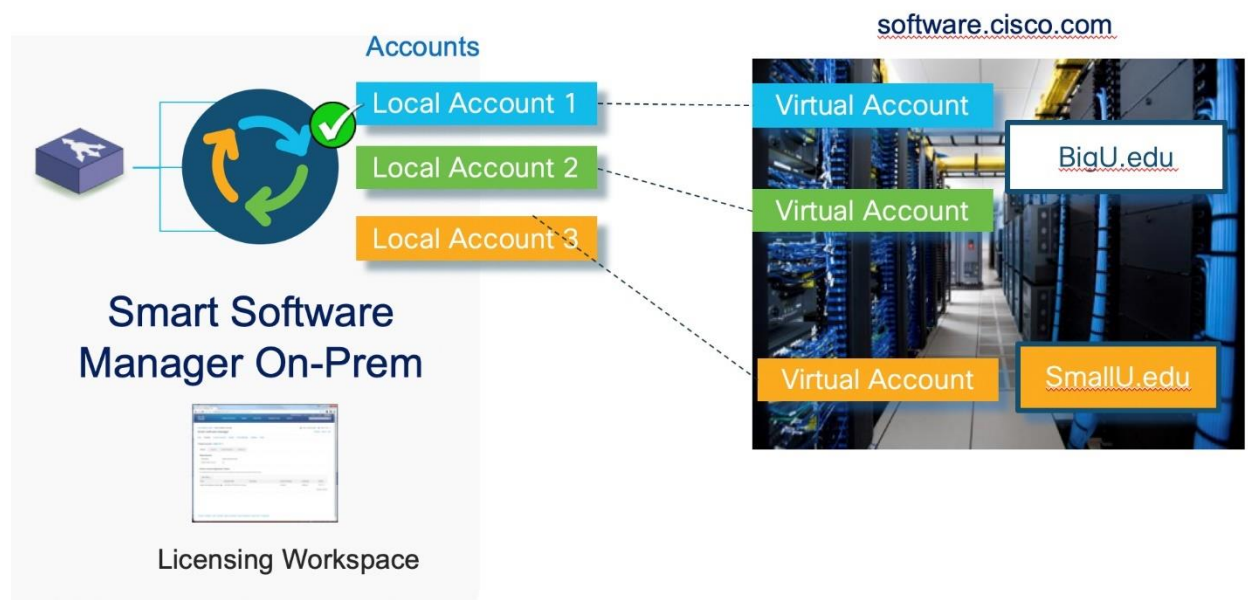 software.cisco.com
Accounts
Local Account 1
Local Account 2
Local Account 3
Virtual Account
BigU.edu
Virtual Account
Virtual Account
SmallU.edu
Smart Software
Manager On-Prem
Licensing Workspace